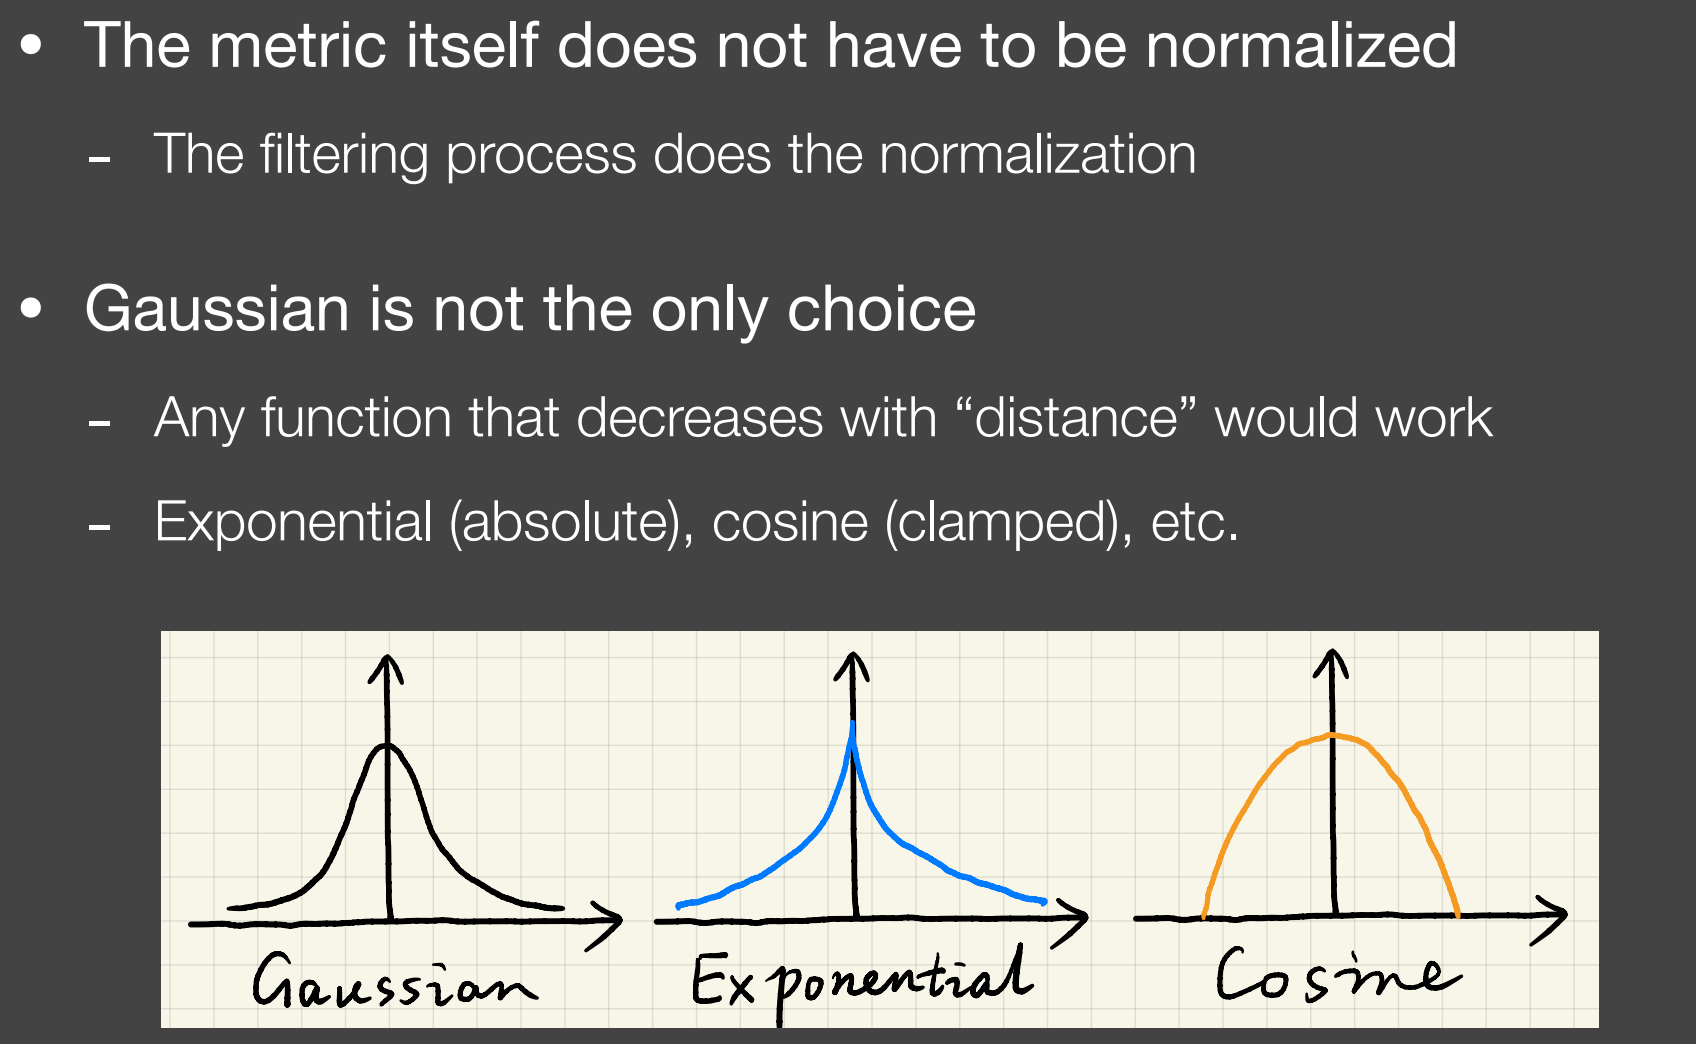 • The metric itself does not have to be normalized
- The filtering process does the normalization
• Gaussian is not the only choice
- Any function that decreases with “distance” would work
- Exponential (absolute), cosine (clamped), etc.
Gaussian Exponential Cosine